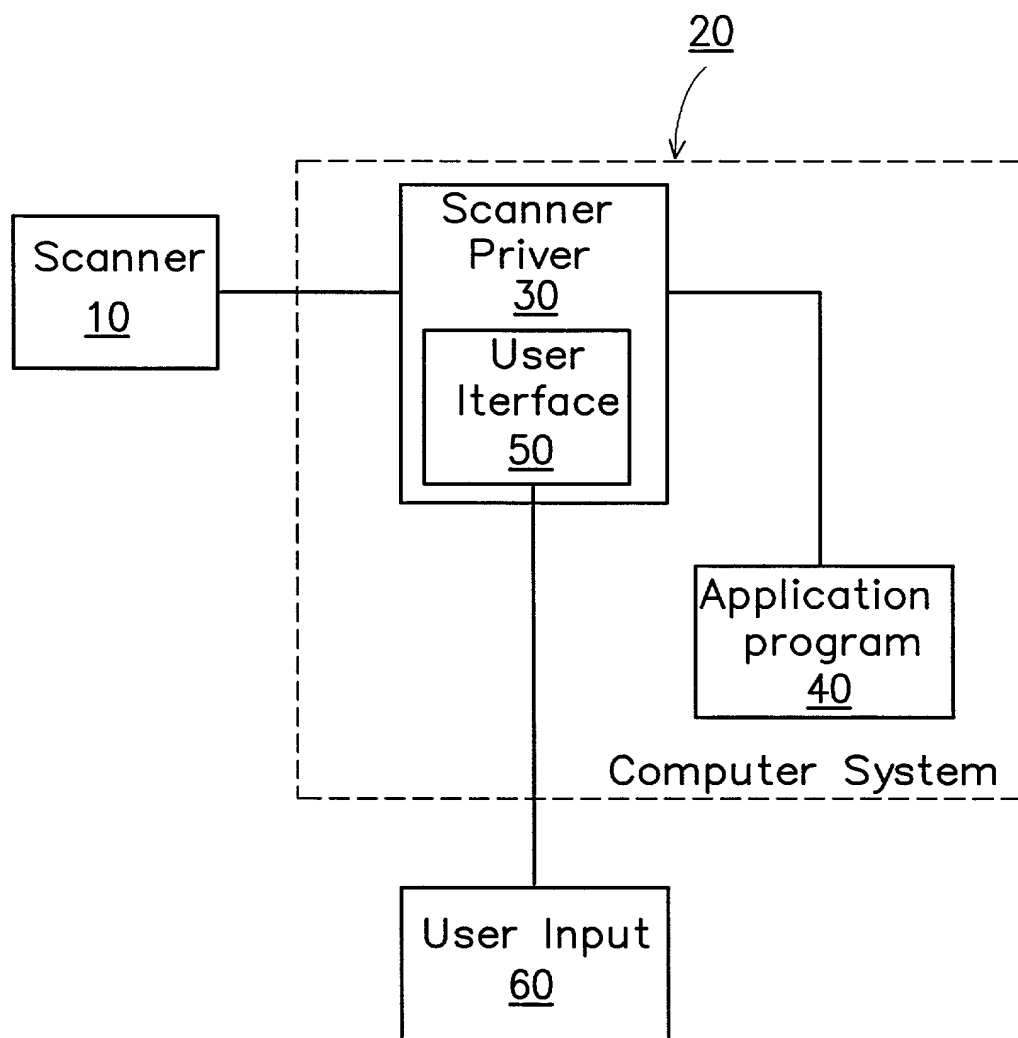 20
Scanner
10
Scanner
Priver
30
User
Iterface
50
Application
program
40
Computer System
User Input
60